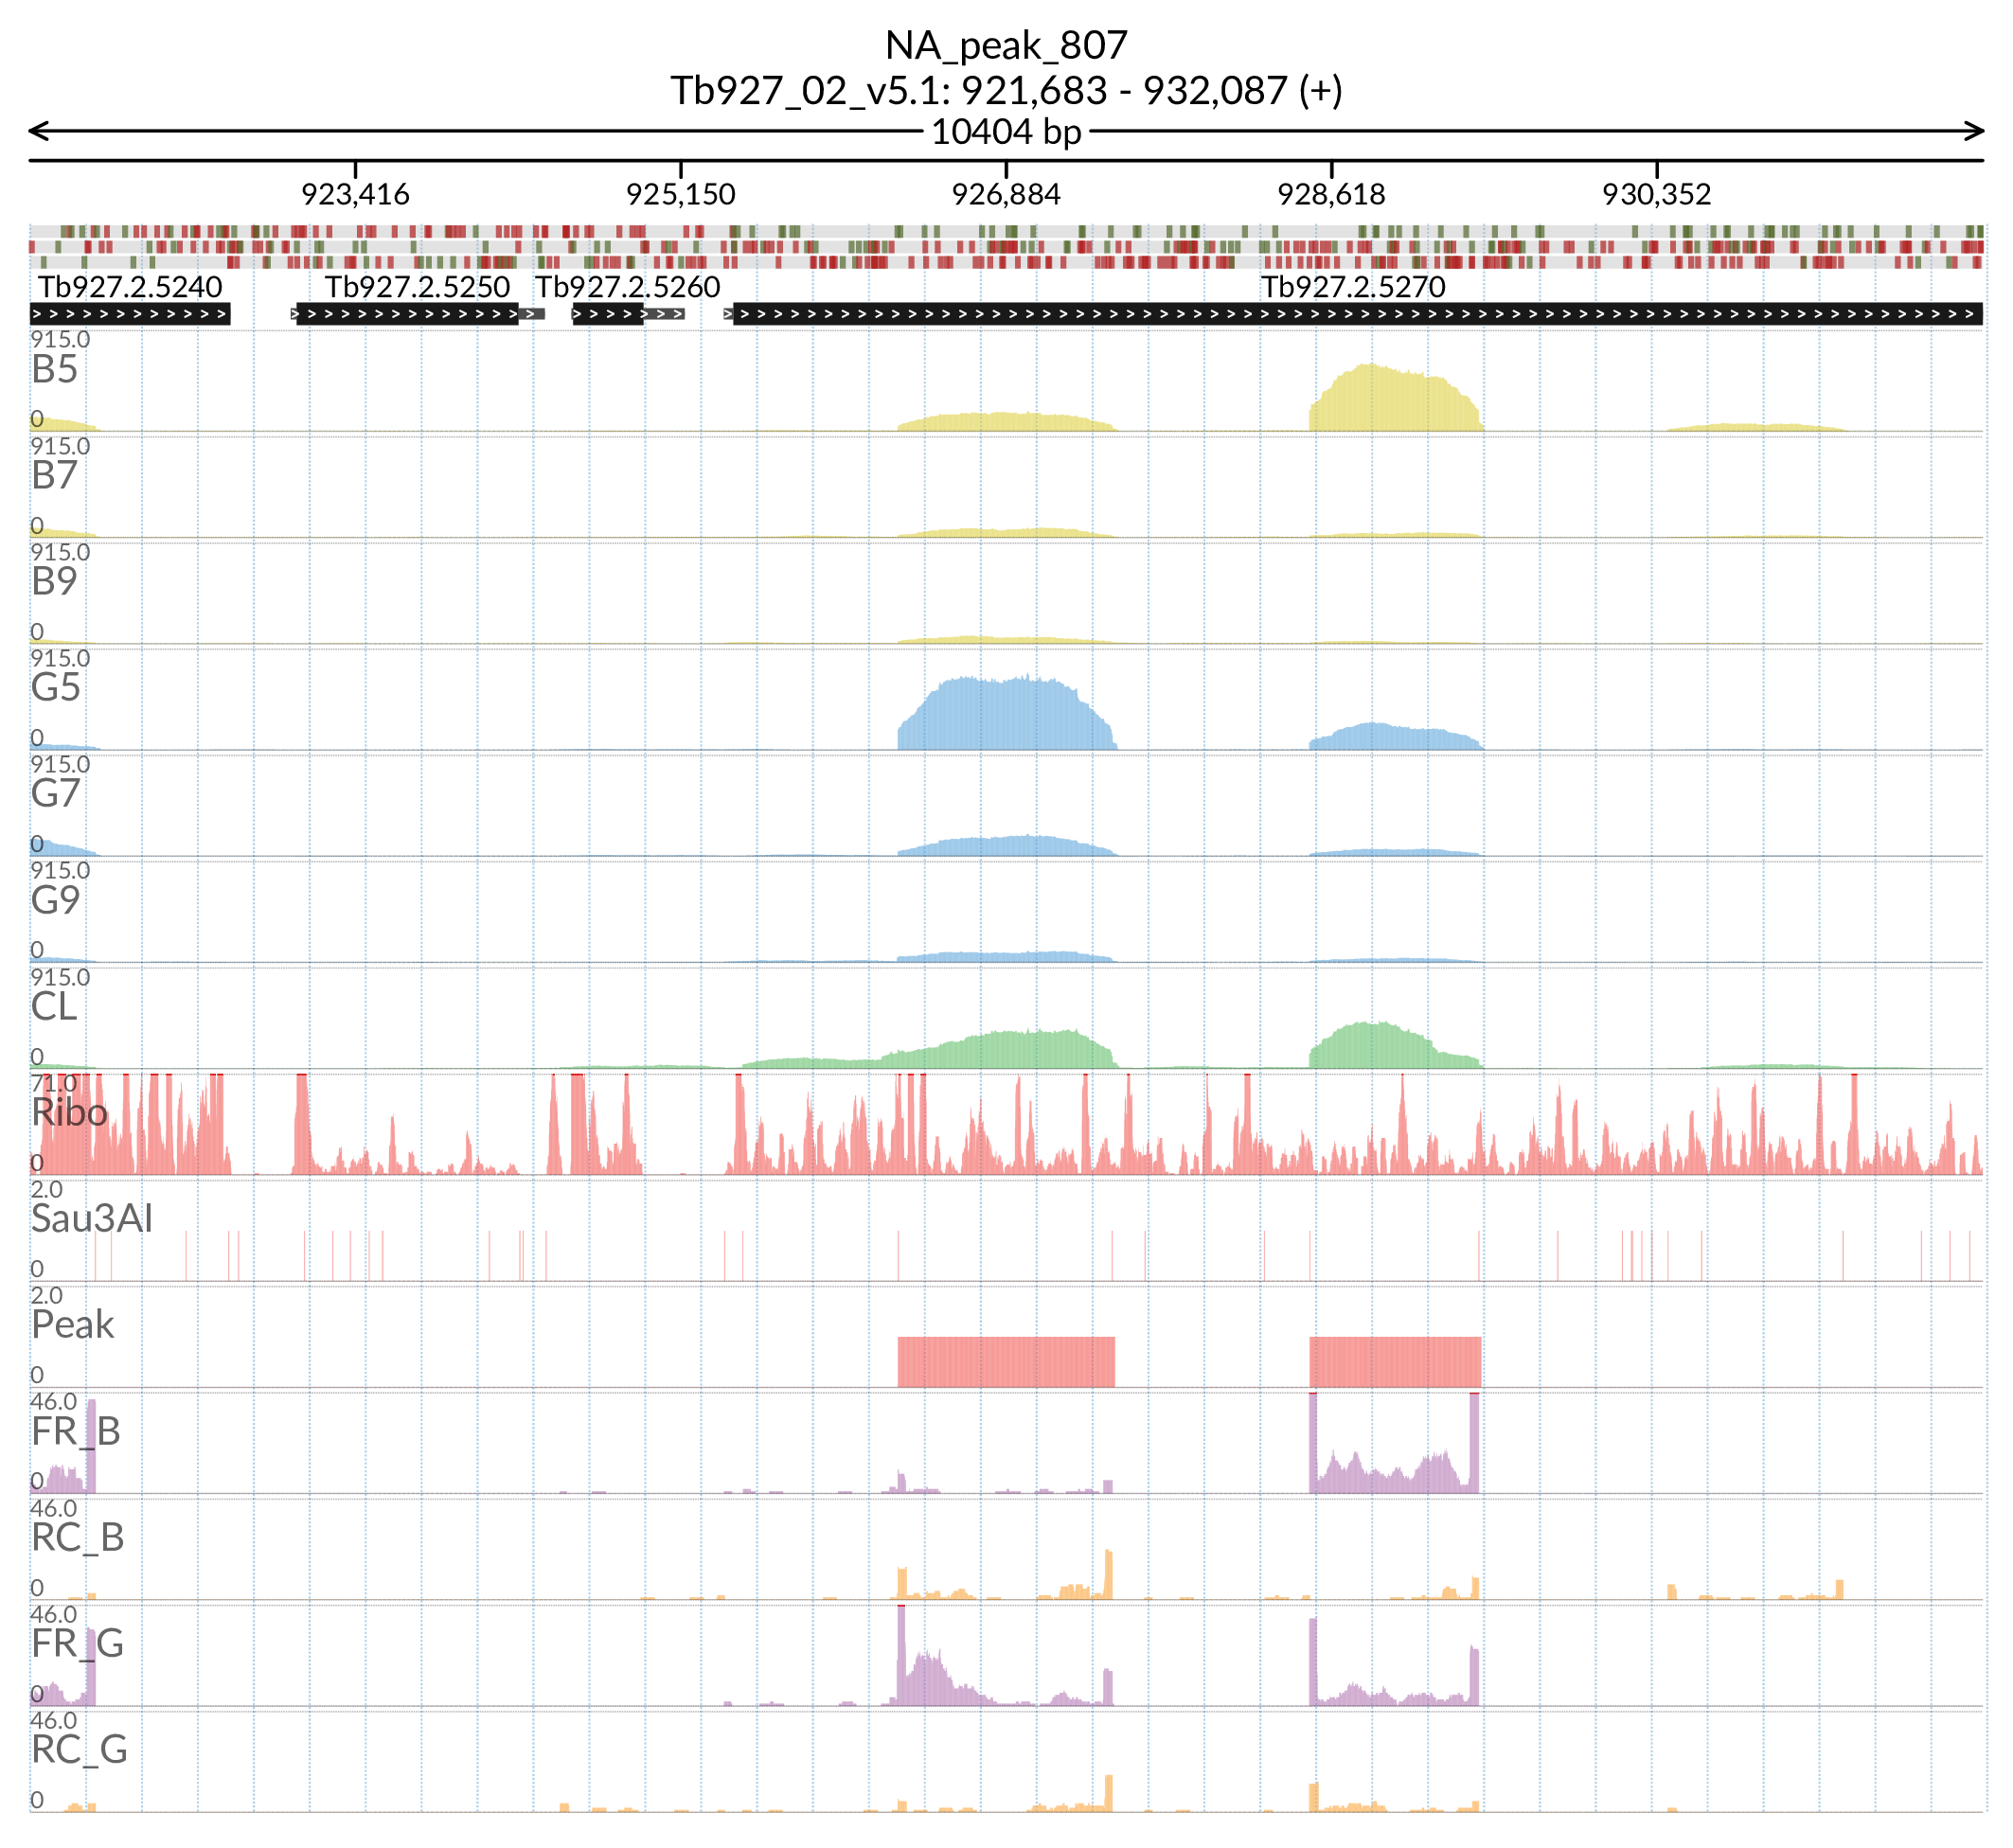 NA_peak_807
Tb927_02_v5.1: 921,683 - 932,087 (+)
10404 bp
923,416 925,150 926,884 928,618 930,352
Tb927.2.5240 Tb927.2.5250 Tb927.2.5260 Tb927.2.5270
915.0
B5
0
915.0
B7
0
915.0
B9
0
915.0
G5
0
915.0
G7
0
915.0
G9
0
915.0
CL
0
71.0
Ribo
0
2.0
Sau3AI
0
2.0
Peak
0
46.0
FR_B
0
46.0
RC_B
0
46.0
FR_G
0
46.0
RC_G
0